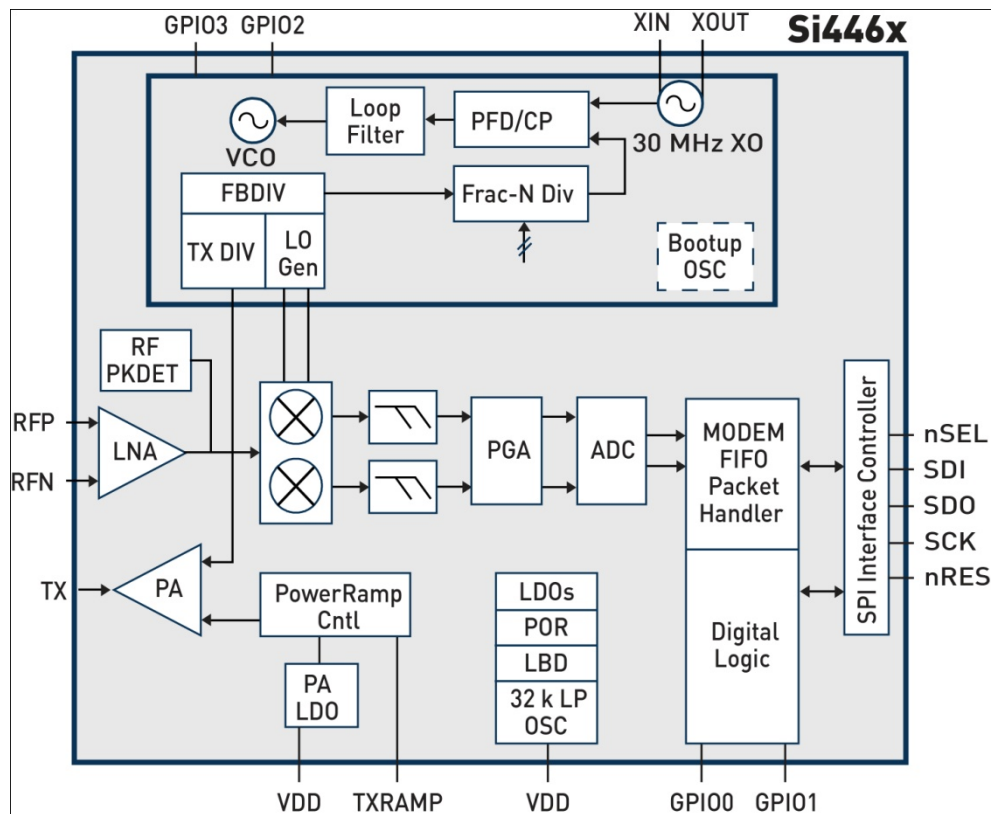 GPIO3 GPIO2 XIN XOUT
Si446x
Loop
Filter
PFD/CP
VCO
30 MHz XO
FBDIV
Frac-N Div
TX DIV
LO
Gen
Bootup
OSC
RF
PKDET
RFP
RFN
LNA
PGA
ADC
MODEM
FIFO
Packet
Handler
SPI Interface Controller
nSEL
SDI
SDO
SCK
nRES
TX
PA
PowerRamp
Cntl
PA
LDO
LDOs
POR
LBD
32 k LP
OSC
Digital
Logic
VDD TXRAMP VDD GPIO0 GPIO1